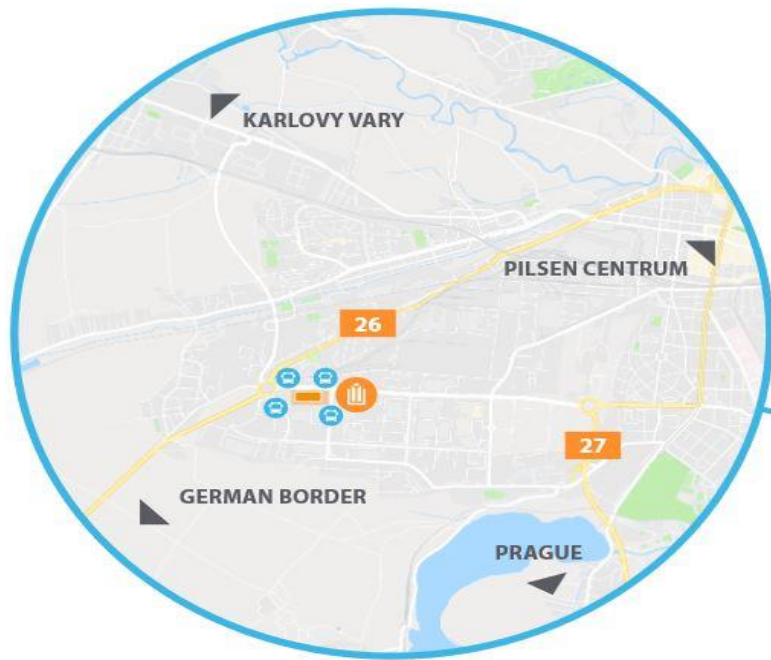 KARLOVY VARY
PILSEN CENTRUM
26
27
GERMAN BORDER
PRAGUE